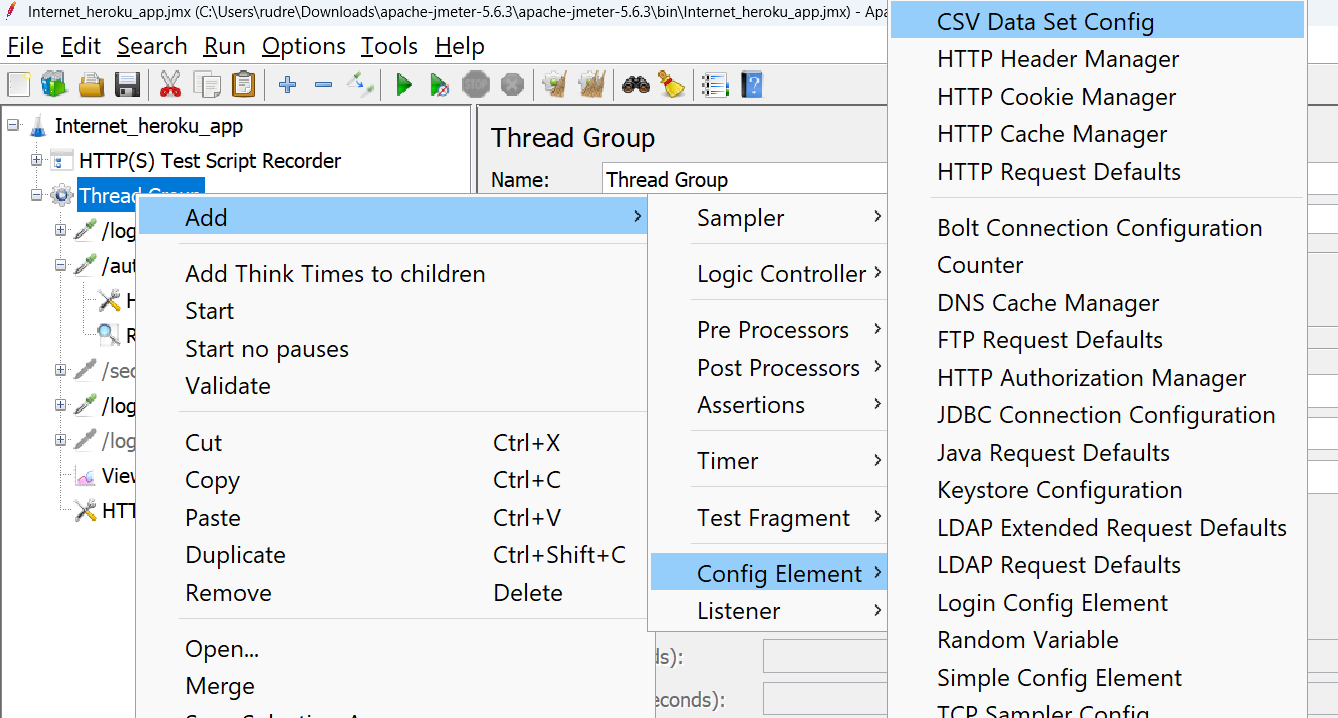 Internet_heroku_app.jmx (C:\Users\rudre\Downloads\apache-jmeter-5.6.3\apache-jmeter-5.6.3\bin\Internet_heroku_app.jmx) - Apa
File Edit Search Run Options Tools Help
STOP
Internet_heroku_app
HTTP(S) Test Script Recorder
Thread Group
/log
/aut
H
R
/sec
/log
/log
View
HTT
Thread Group
Name: Thread Group
Add
Add Think Times to children
Start
Start no pauses
Validate
Cut Ctrl+X
Copy Ctrl+C
Paste Ctrl+V
Duplicate Ctrl+Shift+C
Remove Delete
Open...
Merge
Sampler
Logic Controller
Pre Processors
Post Processors
Assertions
Timer
Test Fragment
Config Element
Listener
ds):
econds):
CSV Data Set Config
HTTP Header Manager
HTTP Cookie Manager
HTTP Cache Manager
HTTP Request Defaults
Bolt Connection Configuration
Counter
DNS Cache Manager
FTP Request Defaults
HTTP Authorization Manager
JDBC Connection Configuration
Java Request Defaults
Keystore Configuration
LDAP Extended Request Defaults
LDAP Request Defaults
Login Config Element
Random Variable
Simple Config Element
TCP Sampler Config